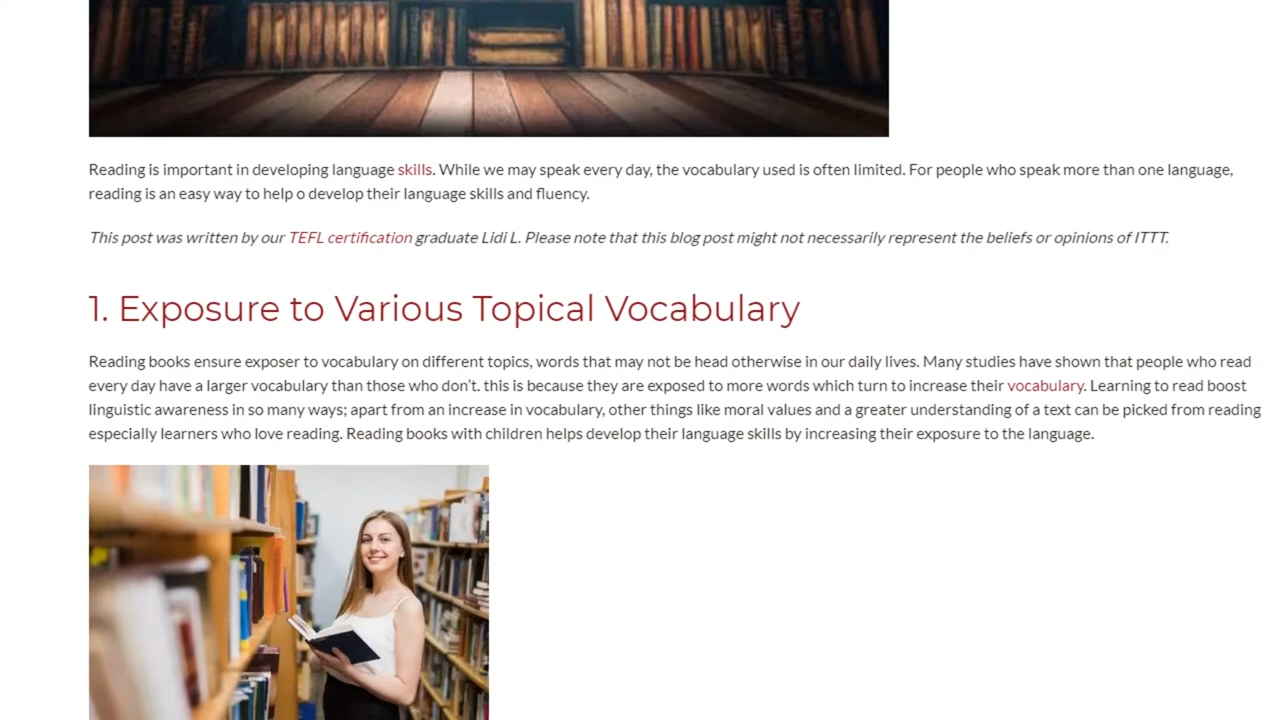 Reading is important in developing language skills. While we may speak every day, the vocabulary used is often limited. For people who speak more than one language,
reading is an easy way to help o develop their language skills and fluency.
This post was written by our TEFL certification graduate Lidi L. Please note that this blog post might not necessarily represent the beliefs or opinions of ITTT.
1. Exposure to Various Topical Vocabulary
Reading books ensure exposer to vocabulary on different topics, words that may not be head otherwise in our daily lives. Many studies have shown that people who read
every day have a larger vocabulary than those who don't. this is because they are exposed to more words which turn to increase their vocabulary. Learning to read boost
linguistic awareness in so many ways; apart from an increase in vocabulary, other things like moral values and a greater understanding of a text can be picked from reading
especially learners who love reading. Reading books with children helps develop their language skills by increasing their exposure to the language.